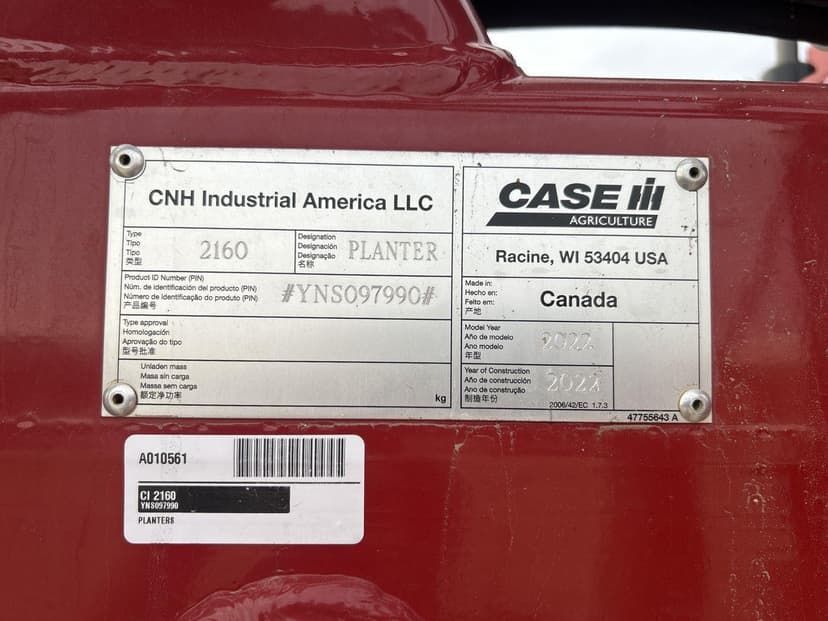 CNH Industrial America LLC
Type
Tipo
Tipo
类型
2160
Designation
Designación
Designação
名称
PLANTER
Product ID Number (PIN)
Núm. de identificación del producto (PIN)
Número de identificação do produto (PIN)
产品编号
#YNS097990#
Type approval
Homologación
Aprovação do tipo
型号批准
Unladen mass
Masa sin carga
Massa sem carga
额定净功率
kg
CASE IH
AGRICULTURE
Racine, WI 53404 USA
Made in:
Hecho en:
Feito em:
产地
Canada
Model Year
Año de modelo
Ano modelo
年型
2022
Year of Construction
Año de construcción
Ano de construção
制造年份
2022
2006/42/EC 1.7.3
47755643 A
A010561
CI 2160
YNS097990
PLANTERS